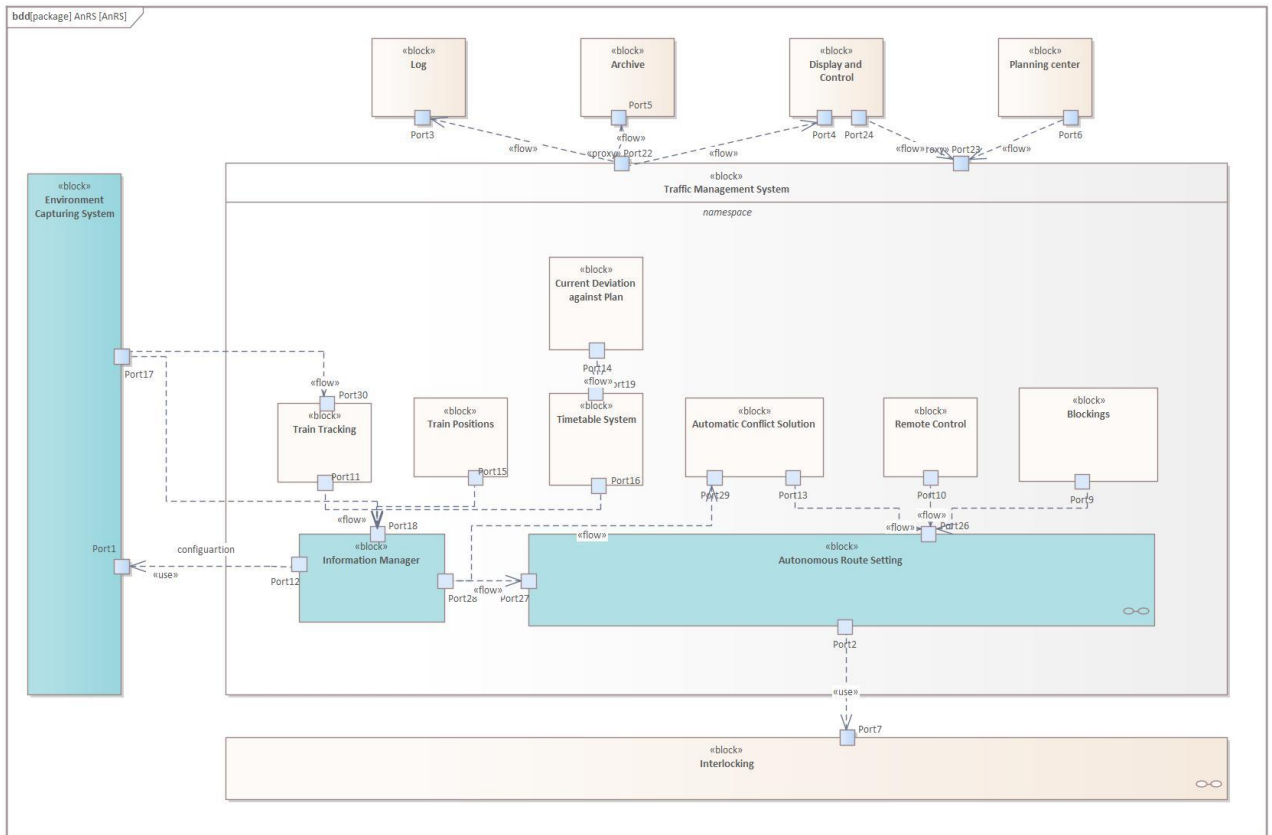 bdd[package] AnRS [AnRS]
«block»
Log
Port3
«block»
Archive
Port5
«block»
Display and
Control
Port4
Port24
«block»
Planning center
Port6
«flow»
«flow»
«flow»
«flow»
«flow»
«proxy»
Port22
Port23
«block»
Traffic Management System
namespace
«block»
Environment
Capturing System
Port17
Port1
«block»
Current Deviation
against Plan
Port14
«flow»
«flow»
Port30
«block»
Train Tracking
Port11
«block»
Train Positions
Port15
«block»
Timetable System
Port16
«block»
Automatic Conflict Solution
Port29
Port13
«block»
Remote Control
Port10
«block»
Blockings
Port9
«flow»
Port18
«flow»
«flow»
«flow»
Port26
configuartion
«use»
Port12
«block»
Information Manager
Port28
«flow»
Port27
«block»
Autonomous Route Setting
Port2
«use»
Port7
«block»
Interlocking